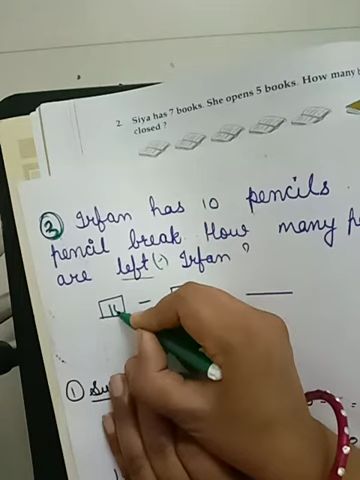 2. Siya has 7 books. She opens 5 books. How many
closed ?
3 Irfan has 10 pencils
pencil break. How many
are left (-) Irfan ?
10 -
1